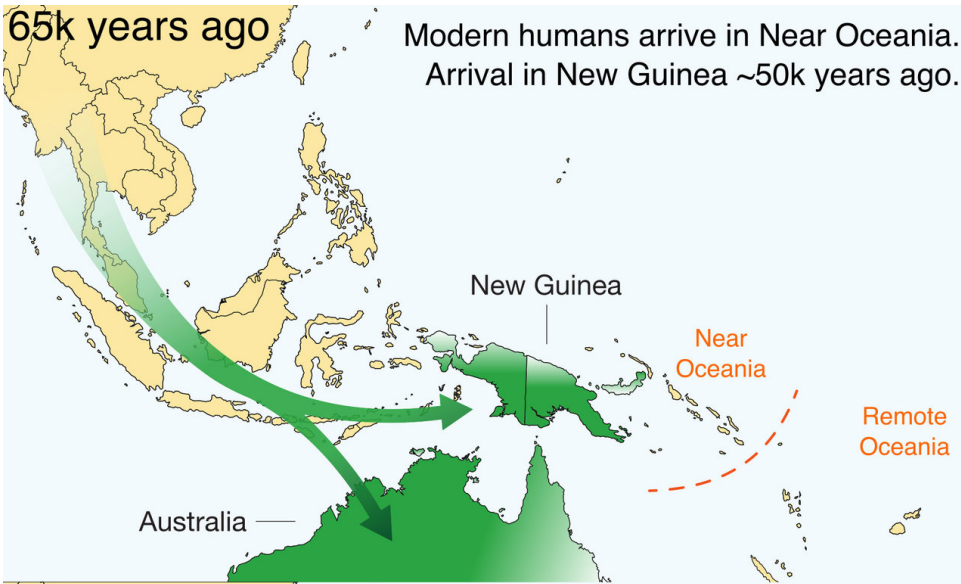 65k years ago
Modern humans arrive in Near Oceania.
Arrival in New Guinea ~50k years ago.
New Guinea
Near
Oceania
Remote
Oceania
Australia